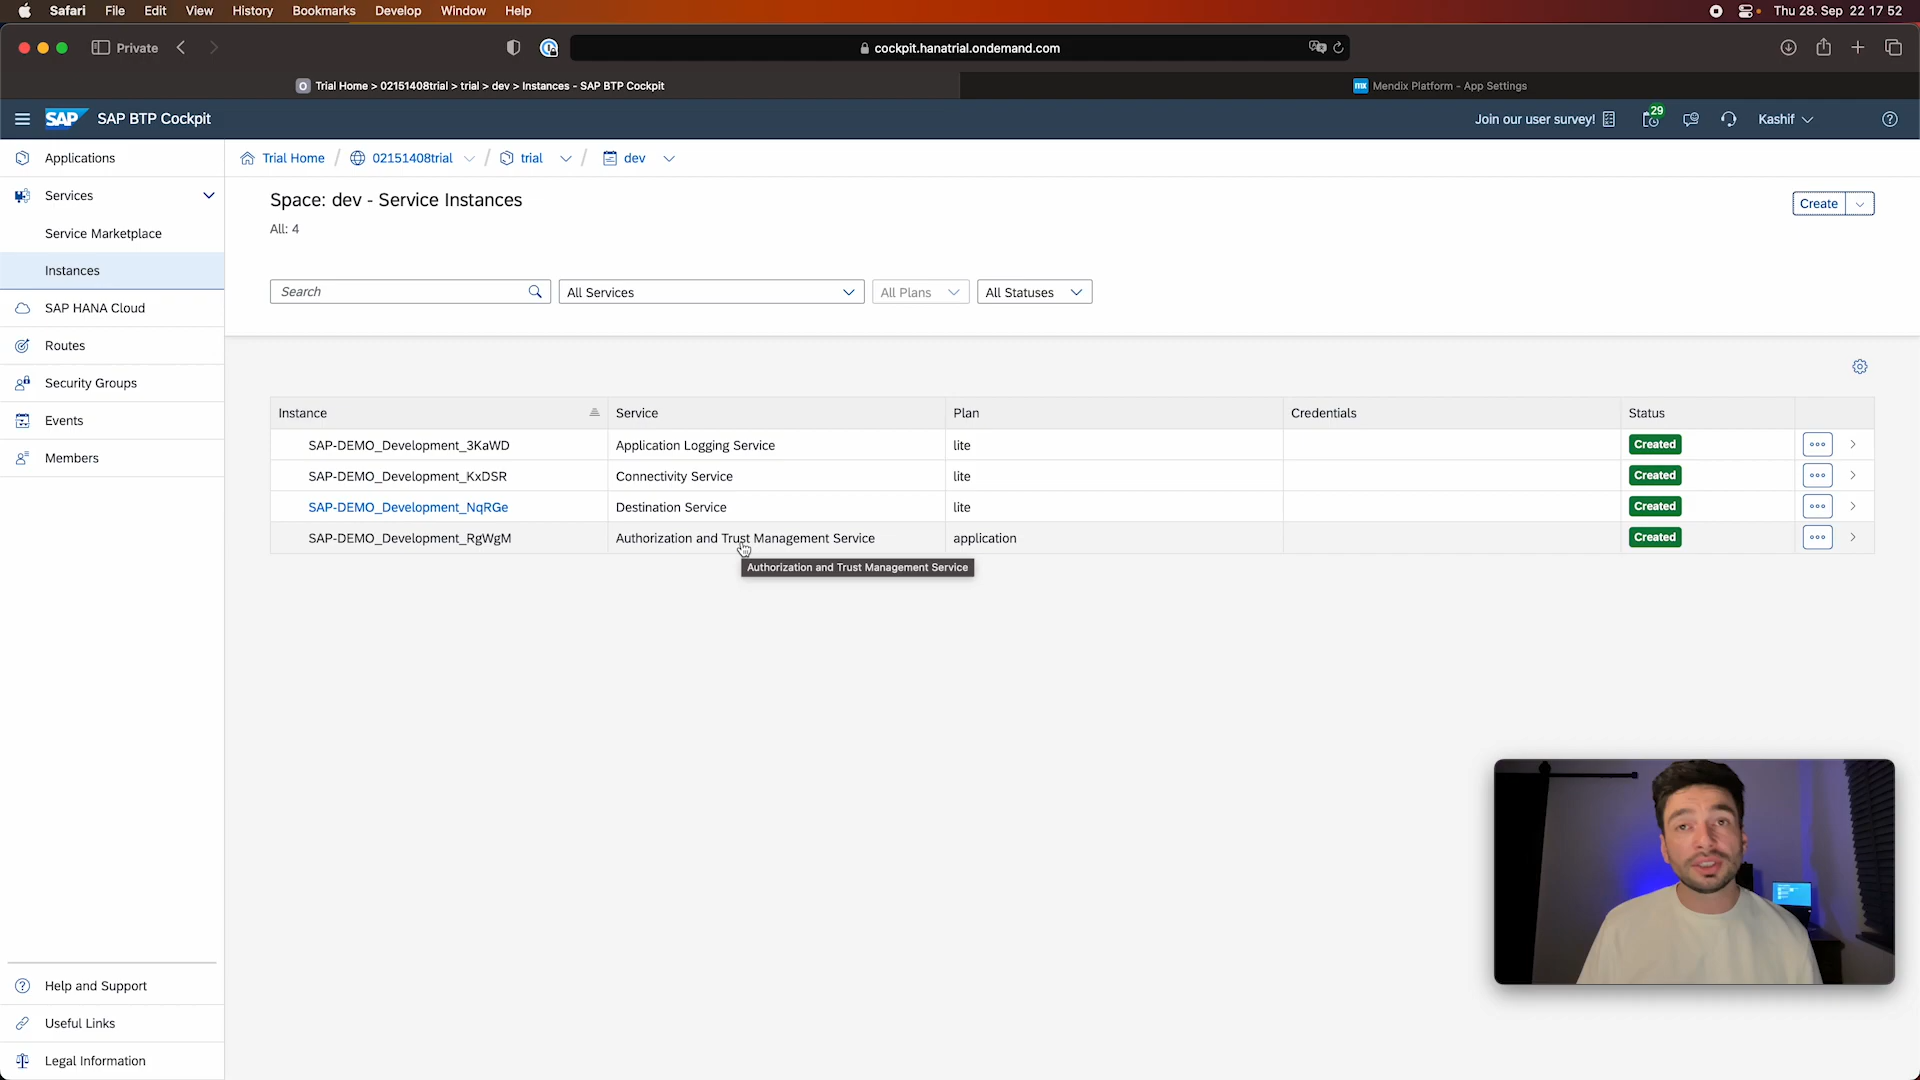 Safari File Edit View History Bookmarks Develop Window Help Thu 28. Sep 22 17 52
Private cockpit.hanatrial.ondemand.com
Trial Home > 02151408trial > trial > dev > Instances - SAP BTP Cockpit mx Mendix Platform - App Settings
SAP SAP BTP Cockpit Join our user survey! 29 Kashif
Applications
Services
Service Marketplace
Instances
SAP HANA Cloud
Routes
Security Groups
Events
Members
Help and Support
Useful Links
Legal Information
Trial Home / 02151408trial / trial / dev
Space: dev - Service Instances Create
All: 4
Search All Services All Plans All Statuses
Instance Service Plan Credentials Status
SAP-DEMO_Development_3KaWD Application Logging Service lite Created
SAP-DEMO_Development_KxDSR Connectivity Service lite Created
SAP-DEMO_Development_NqRGe Destination Service lite Created
SAP-DEMO_Development_RgWgM Authorization and Trust Management Service application Created
Authorization and Trust Management Service